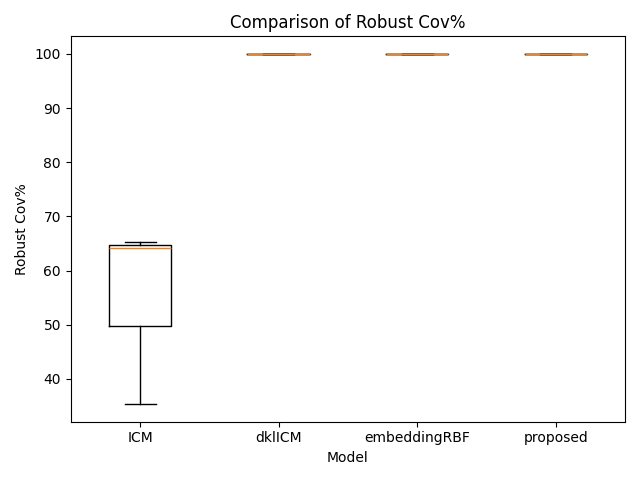 Comparison of Robust Cov%
100
90
80
70
60
50
40
Robust Cov%
ICM
dklICM
embeddingRBF
proposed
Model